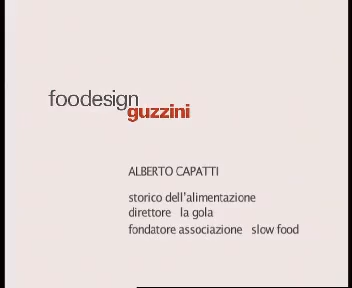 foodesign
guzzini
ALBERTO CAPATTI
storico dell'alimentazione
direttore la gola
fondatore associazione slow food